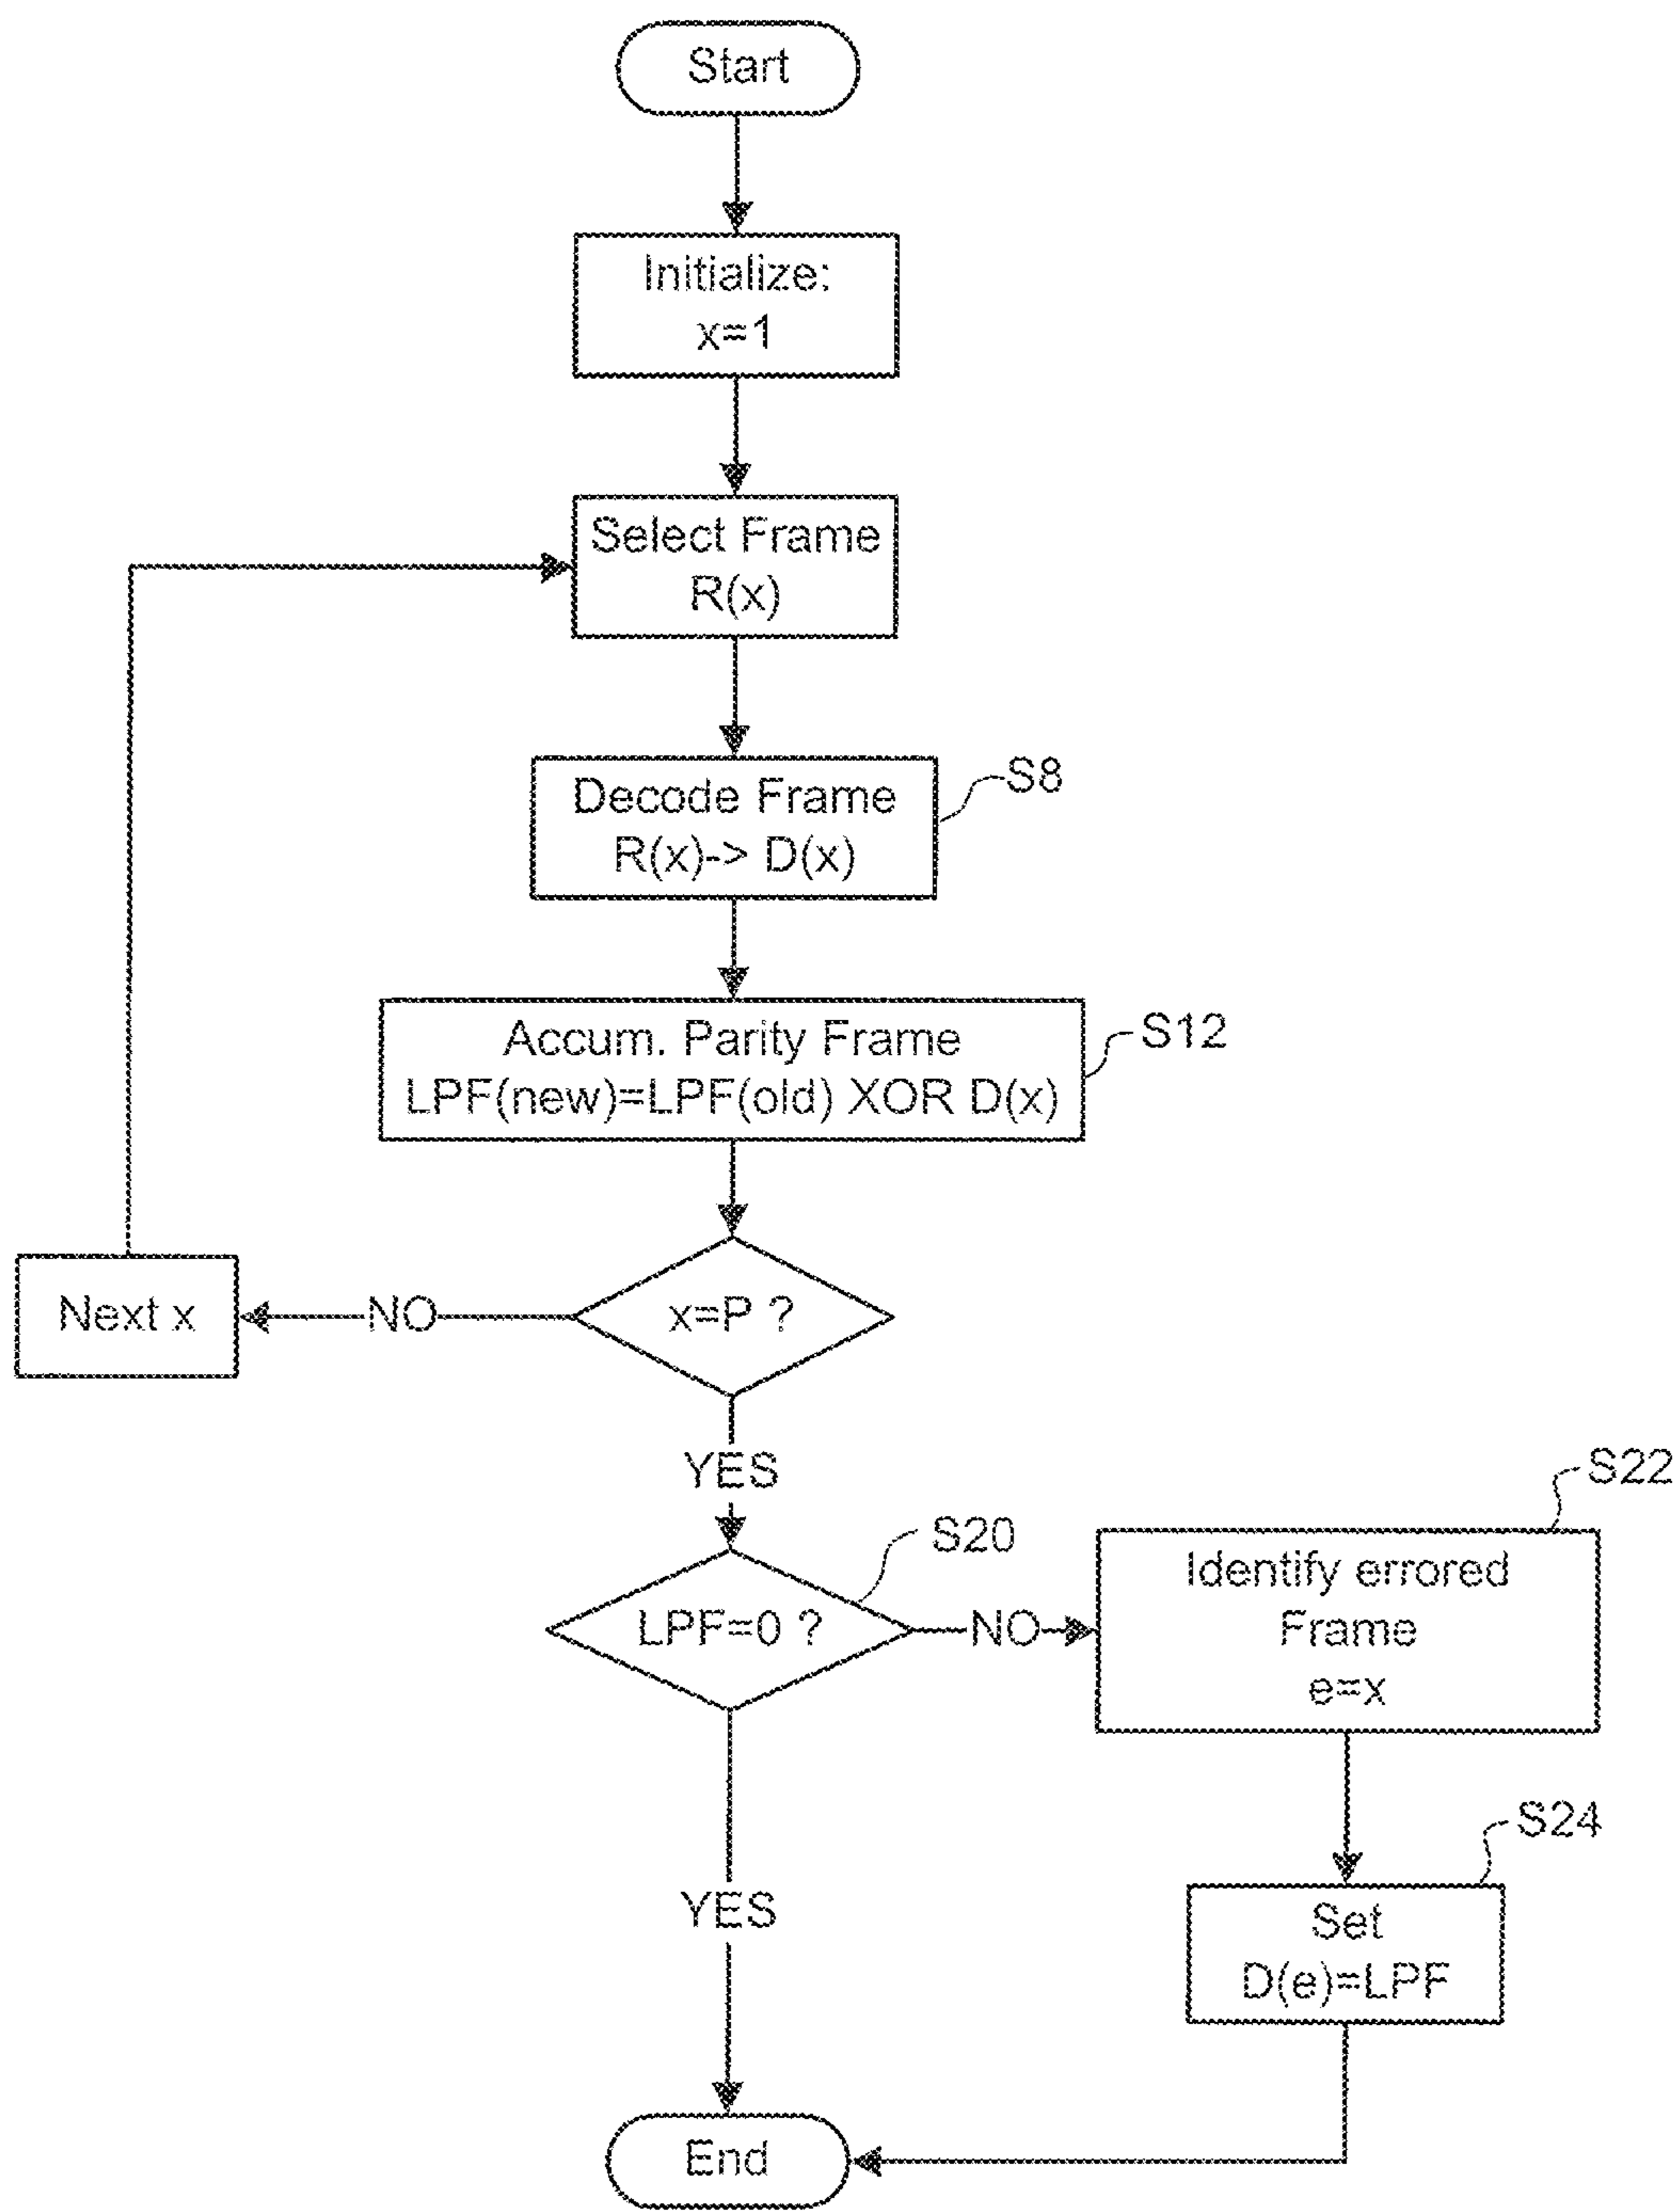 Start
Initialize:
x=1
Select Frame
R(x)
Decode Frame
R(x)-> D(x)
S8
Accum. Parity Frame
LPF(new)=LPF(old) XOR D(x)
S12
x=P ?
NO
Next x
YES
LPF=0 ?
S20
NO
Identify errored
Frame
e=x
S22
Set
D(e)=LPF
S24
YES
End